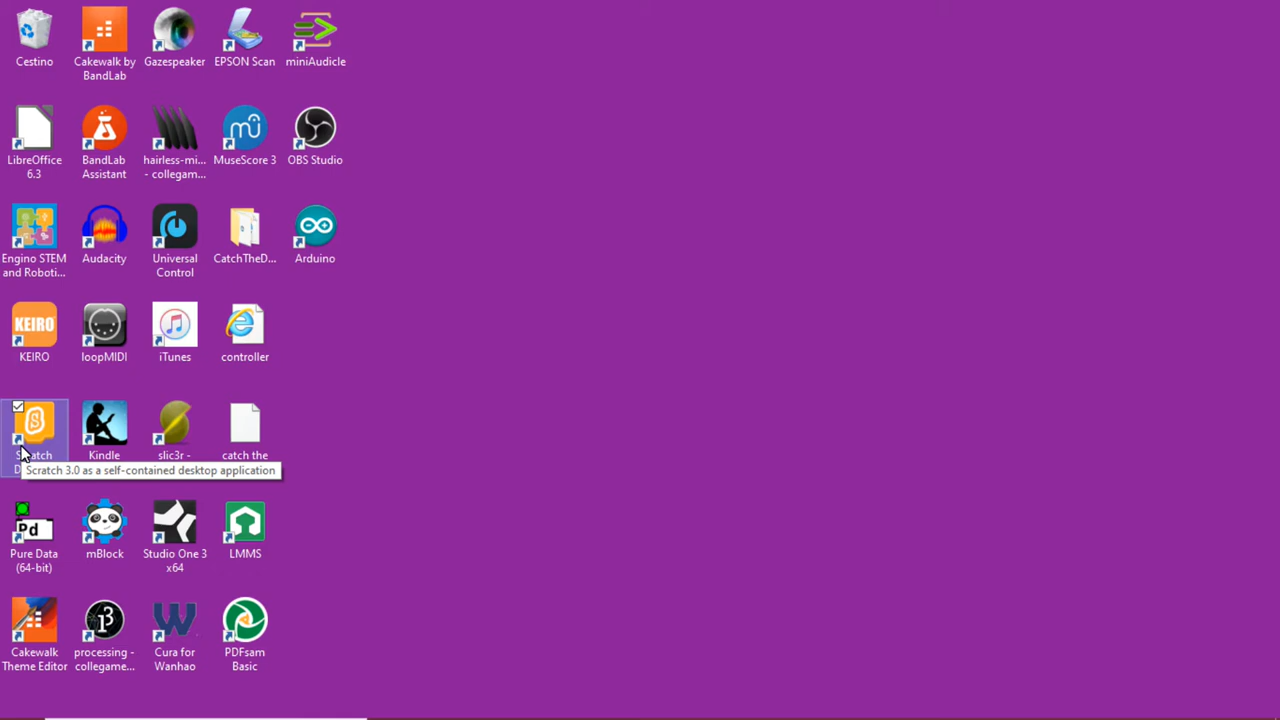 Cestino
Cakewalk by
BandLab
Gazespeaker
EPSON Scan
miniAudicle
LibreOffice
6.3
BandLab
Assistant
hairless-mi...
- collegam...
MuseScore 3
OBS Studio
Engino STEM
and Roboti...
Audacity
Universal
Control
CatchTheD...
Arduino
KEIRO
KEIRO
loopMIDI
iTunes
controller
Kindle
slic3r -
catch the
Scratch 3.0 as a self-contained desktop application
Pd
Pure Data
(64-bit)
mBlock
Studio One 3
x64
LMMS
Cakewalk
Theme Editor
processing -
collegame...
Cura for
Wanhao
PDFsam
Basic